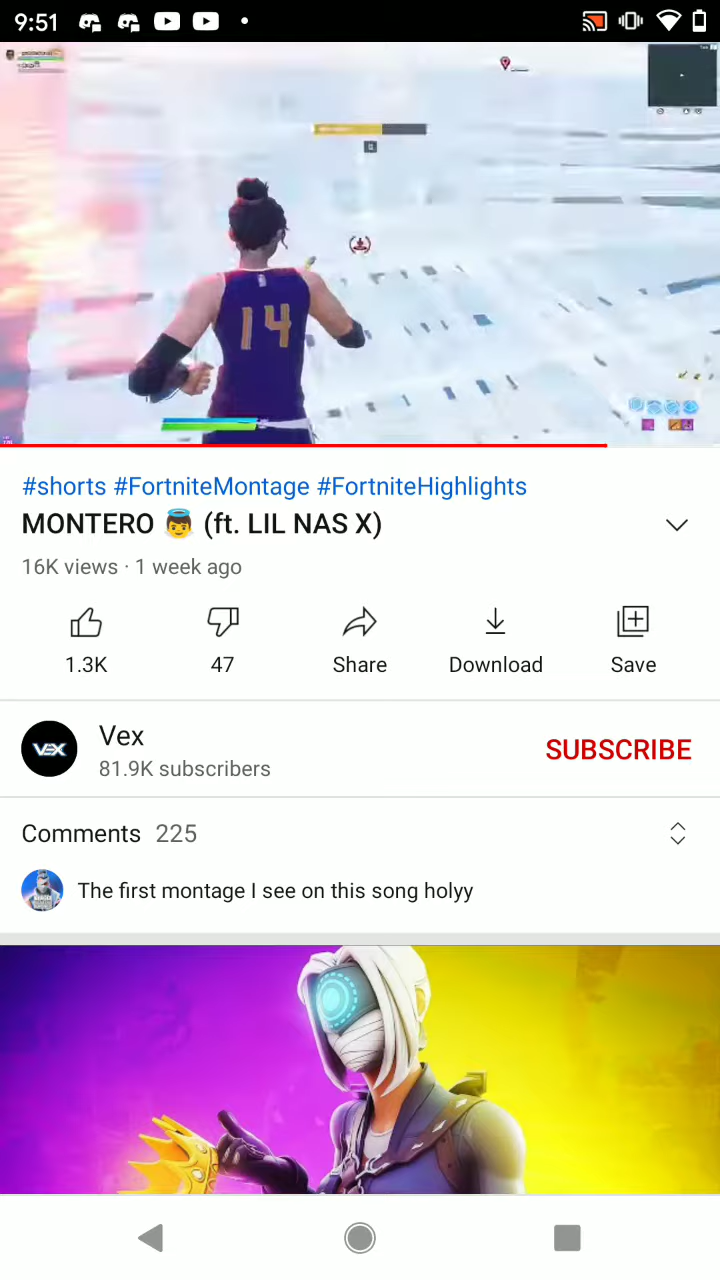 9:51
14
#shorts #FortniteMontage #FortniteHighlights
MONTERO 👼 (ft. LIL NAS X)
16K views · 1 week ago
1.3K
47
Share
Download
Save
VEX
Vex
81.9K subscribers
SUBSCRIBE
Comments 225
The first montage I see on this song holyy